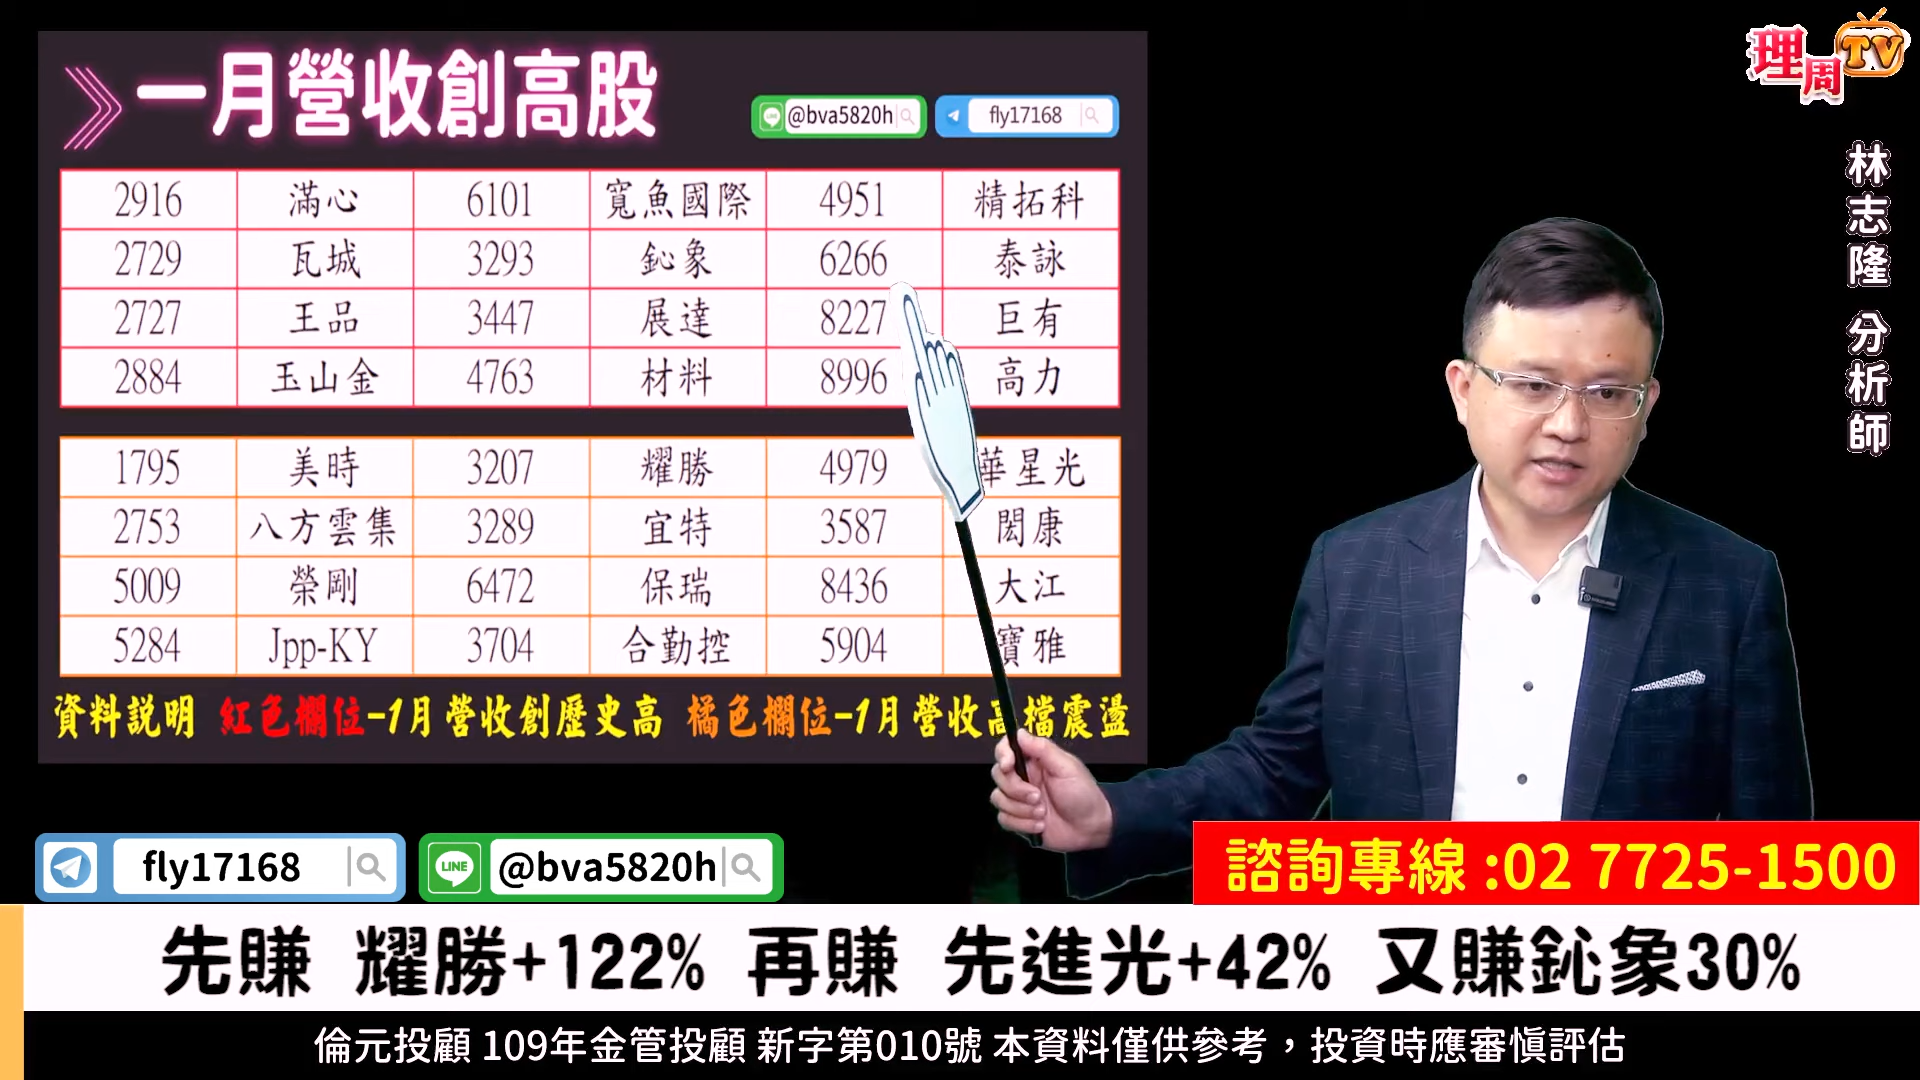 一月營收創高股
@bva5820h
fly17168
理周TV
林志隆 分析師
2916 滿心 6101 寬魚國際 4951 精拓科
2729 瓦城 3293 鈊象 6266 泰詠
2727 王品 3447 展達 8227 巨有
2884 玉山金 4763 材料 8996 高力
1795 美時 3207 耀勝 4979 華星光
2753 八方雲集 3289 宜特 3587 閎康
5009 榮剛 6472 保瑞 8436 大江
5284 Jpp-KY 3704 合勤控 5904 寶雅
資料說明 紅色欄位-1月營收創歷史高 橘色欄位-1月營收高檔震盪
fly17168
LINE
@bva5820h
諮詢專線:02 7725-1500
先賺 耀勝+122% 再賺 先進光+42% 又賺鈊象30%
倫元投顧 109年金管投顧 新字第010號 本資料僅供參考，投資時應審慎評估